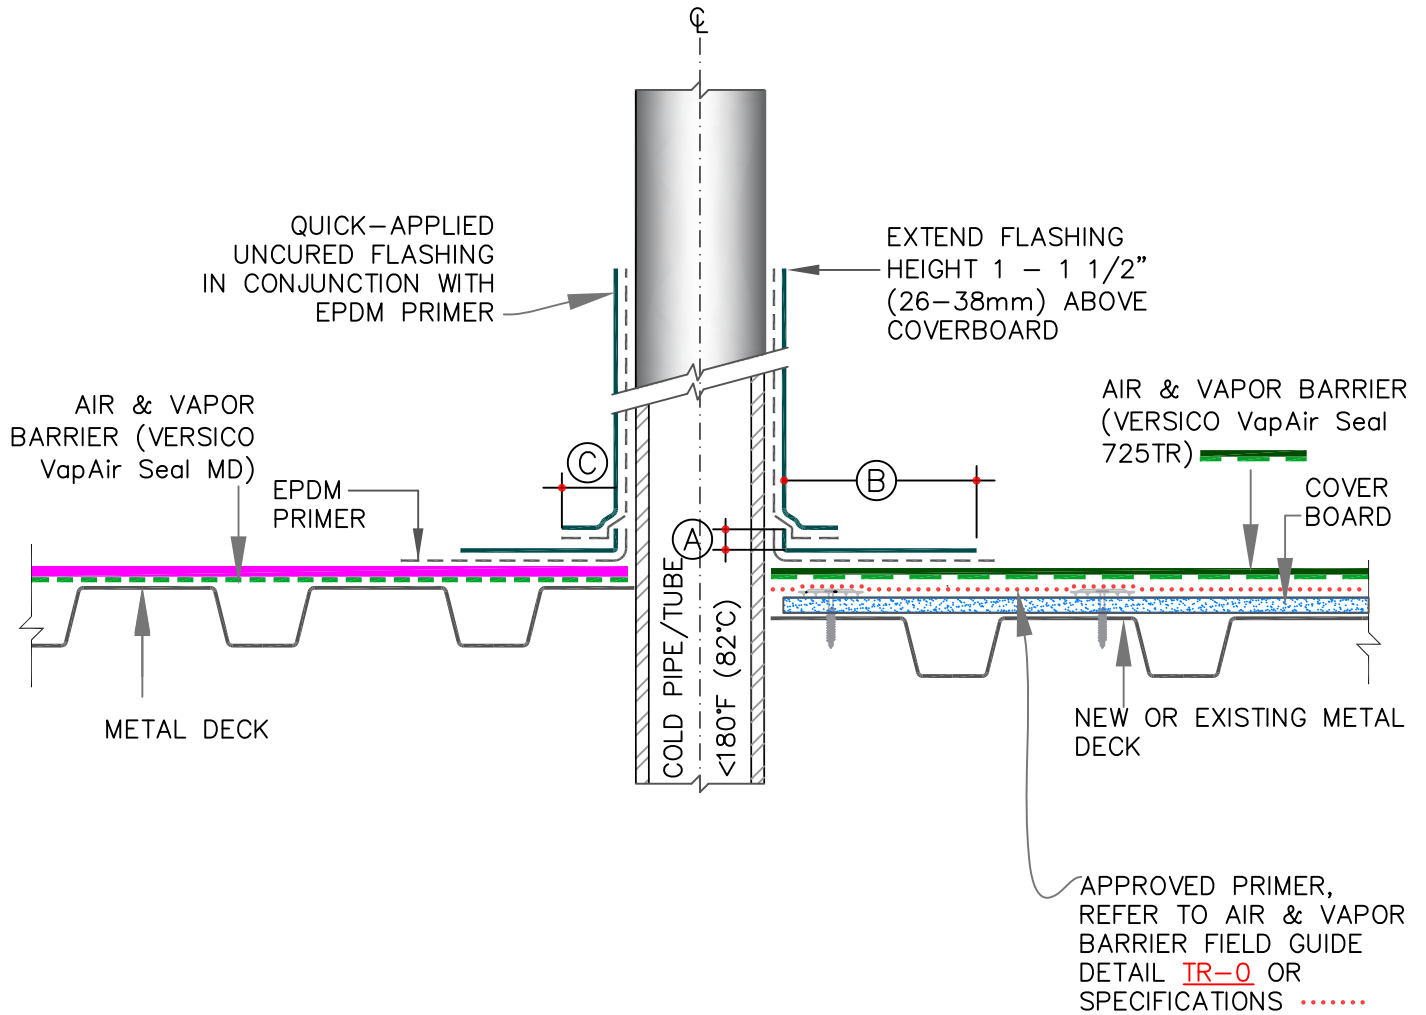 ℄
QUICK-APPLIED
UNCURED FLASHING
IN CONJUNCTION WITH
EPDM PRIMER
EXTEND FLASHING
HEIGHT 1 - 1 1/2"
(26-38mm) ABOVE
COVERBOARD
AIR & VAPOR
BARRIER (VERSICO
VapAir Seal MD)
EPDM
PRIMER
C
B
A
AIR & VAPOR BARRIER
(VERSICO VapAir Seal
725TR)
COVER
BOARD
COLD PIPE/TUBE
<180°F (82°C)
METAL DECK
NEW OR EXISTING METAL
DECK
APPROVED PRIMER,
REFER TO AIR & VAPOR
BARRIER FIELD GUIDE
DETAIL TR-0 OR
SPECIFICATIONS